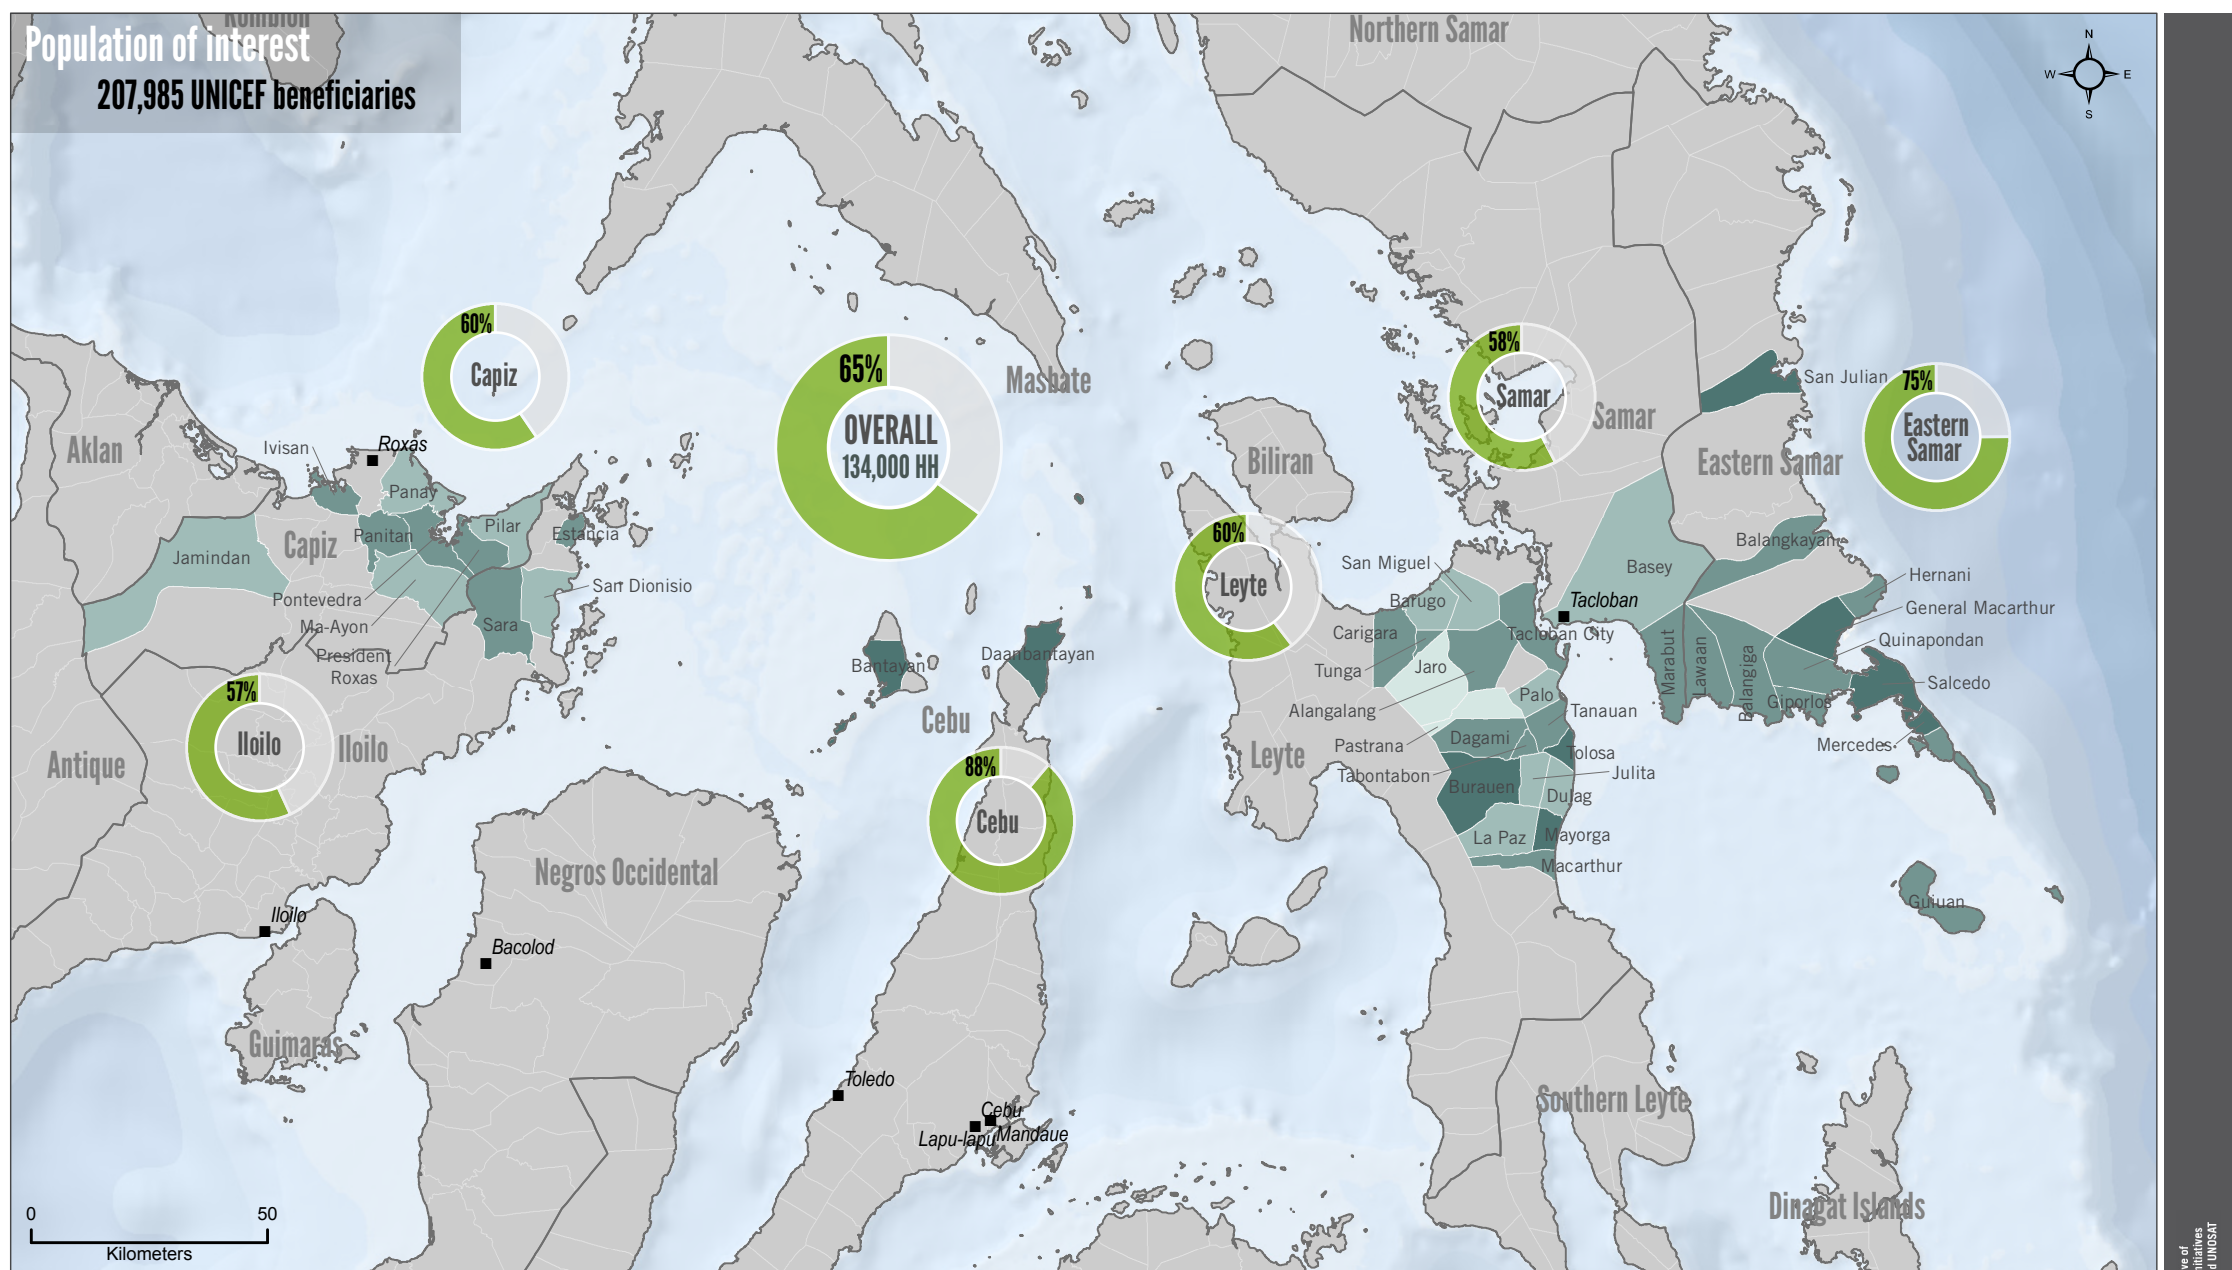 Romblon
Population of interest
207,985 UNICEF beneficiaries
Northern Samar
N
W
E
S
60%
Capiz
65%
OVERALL
134,000 HH
Masbate
58%
Samar
Samar
San Julian
75%
Eastern
Samar
Eastern Samar
Aklan
Ivisan
Roxas
Panay
Capiz
Panitan
Pilar
Estancia
Jamindan
San Dionisio
Pontevedra
Ma-Ayon
Sara
President
Roxas
Biliran
60%
Leyte
San Miguel
Barugo
Carigara
Tunga
Jaro
Alangalang
Pastrana
Tabontabon
Tacloban
Tacloban City
Basey
Balangkayan
Hernani
General Macarthur
Quinapondan
Marabut
Lawaan
Balangiga
Giporlos
Salcedo
Mercedes
Guiuan
Palo
Tanauan
Dagami
Tolosa
Julita
Burauen
Dulag
La Paz
Mayorga
Macarthur
Leyte
Bantayan
Daanbantayan
Cebu
88%
Cebu
57%
Iloilo
Iloilo
Antique
Negros Occidental
Iloilo
Bacolod
Guimaras
Toledo
Cebu
Lapu-lapu
Mandaue
Southern Leyte
Dinagat Islands
0
50
Kilometers
ve of
nitiatives
d UNOSAT